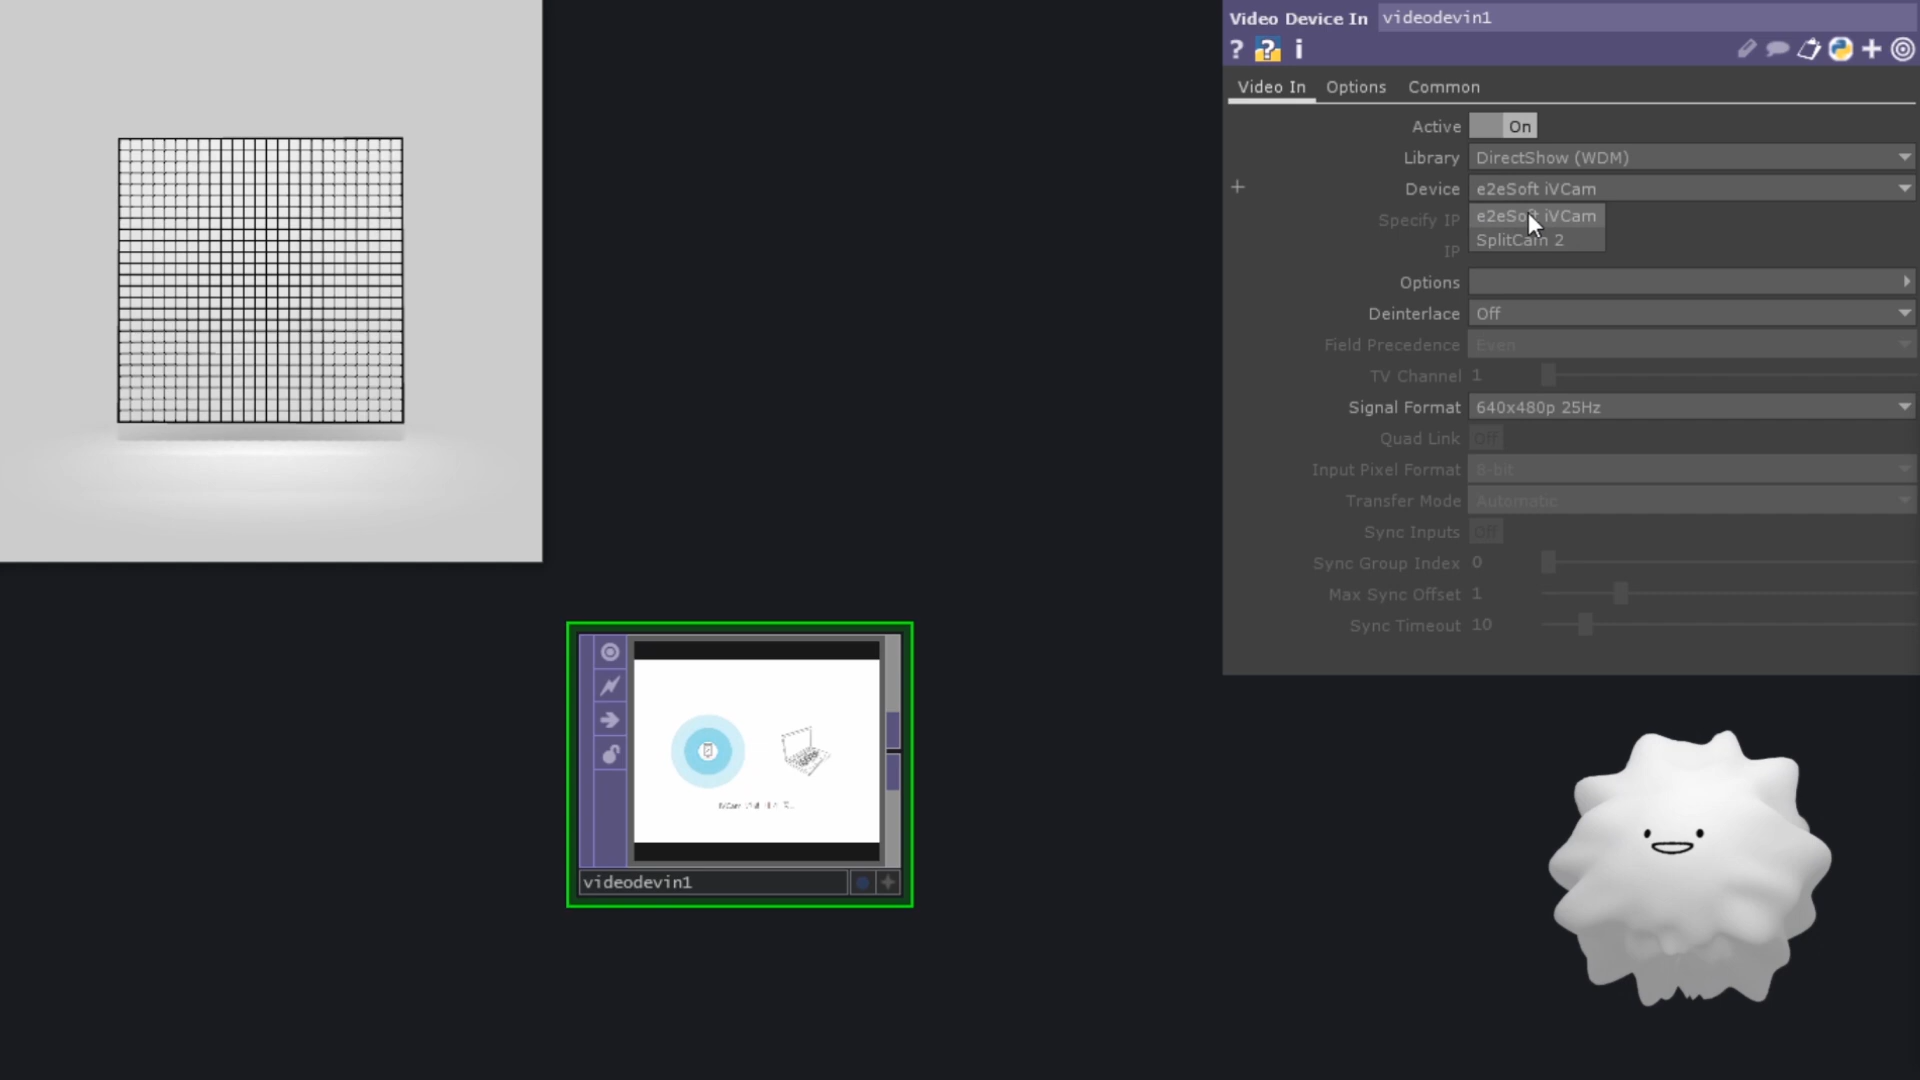 Video Device In videodevin1
? ? i
Video In Options Common
Active On
Library DirectShow (WDM)
Device e2eSoft iVCam
Specify IP e2eSoft iVCam
IP SplitCam 2
Options
Deinterlace Off
Field Precedence Even
TV Channel 1
Signal Format 640x480p 25Hz
Quad Link Off
Input Pixel Format 8-bit
Transfer Mode Automatic
Sync Inputs Off
Sync Group Index 0
Max Sync Offset 1
Sync Timeout 10
videodevin1